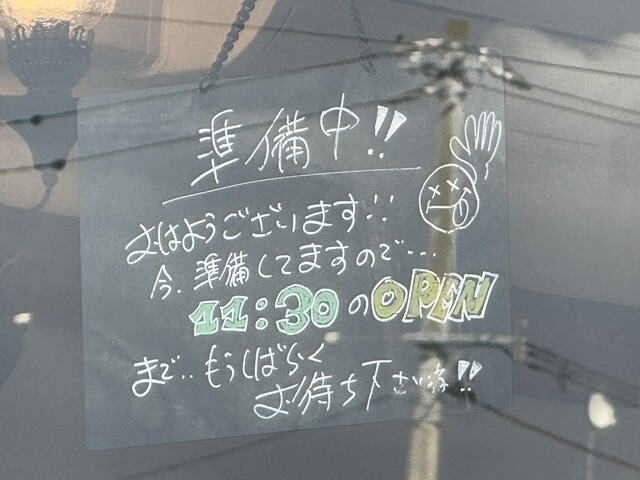 準備中!!
おはようございます!!
今、準備してますので…
11:30のOPEN
まで..もうしばらく
お待ち下さいませ!!